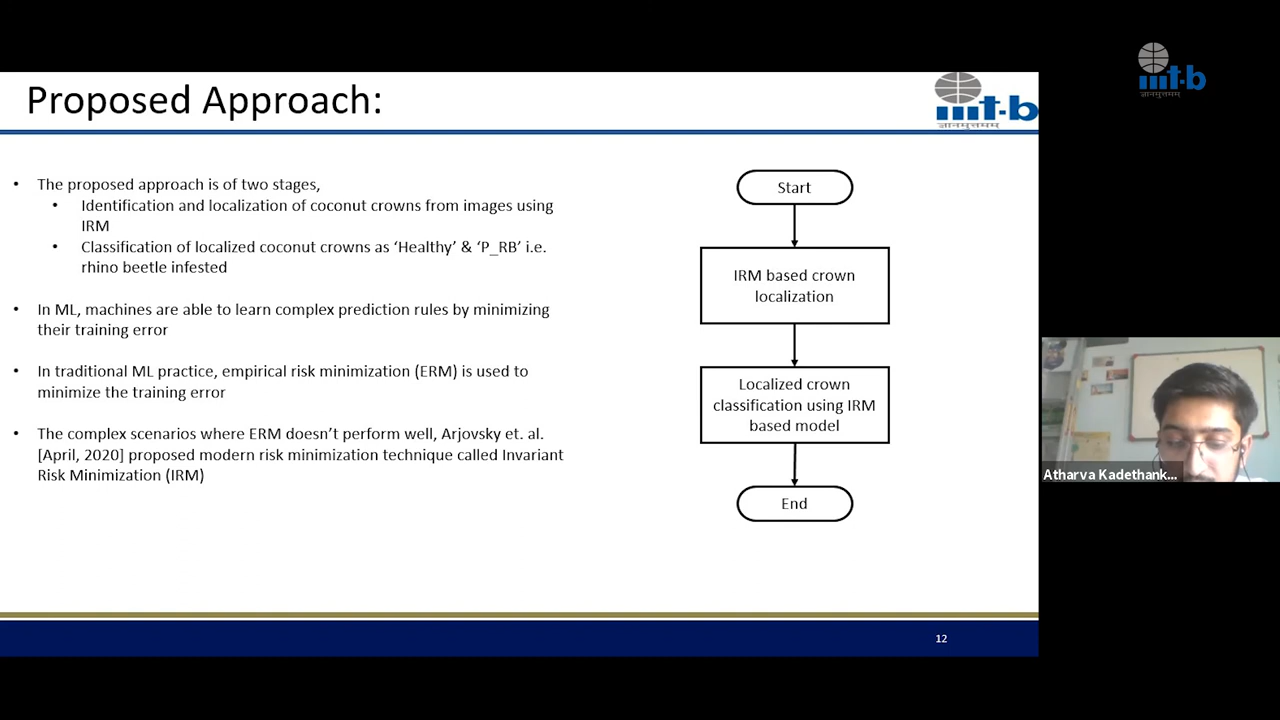 Proposed Approach:
iiit-b
ज्ञानमुत्तमम्
iiit-b
ज्ञानमुत्तमम्
• The proposed approach is of two stages,
• Identification and localization of coconut crowns from images using
IRM
• Classification of localized coconut crowns as ‘Healthy’ & ‘P_RB’ i.e.
rhino beetle infested
• In ML, machines are able to learn complex prediction rules by minimizing
their training error
• In traditional ML practice, empirical risk minimization (ERM) is used to
minimize the training error
• The complex scenarios where ERM doesn’t perform well, Arjovsky et. al.
[April, 2020] proposed modern risk minimization technique called Invariant
Risk Minimization (IRM)
Start
IRM based crown
localization
Localized crown
classification using IRM
based model
End
Atharva Kadethank...
12